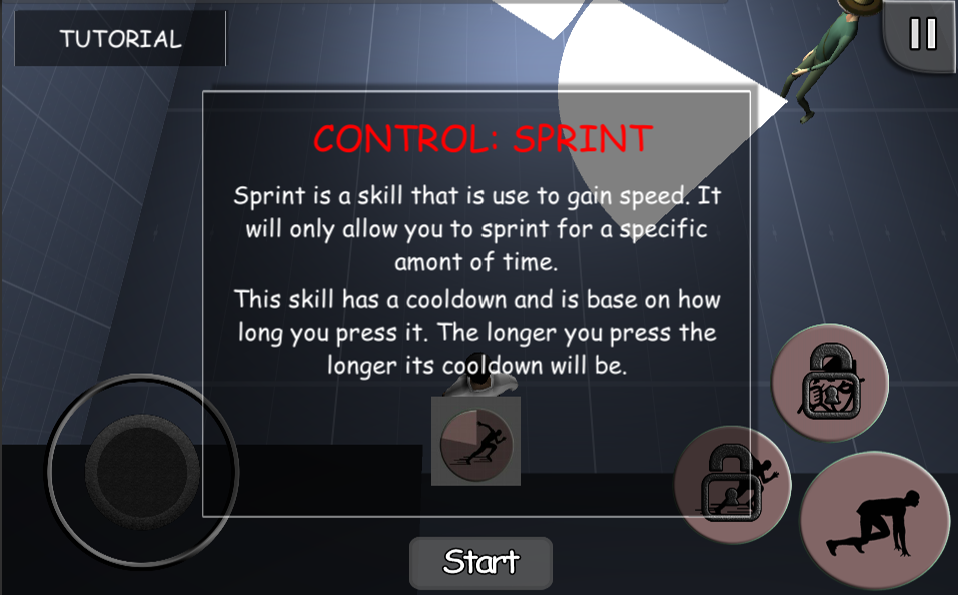 TUTORIAL
CONTROL: SPRINT
Sprint is a skill that is use to gain speed. It
will only allow you to sprint for a specific
amont of time.
This skill has a cooldown and is base on how
long you press it. The longer you press the
longer its cooldown will be.
Start